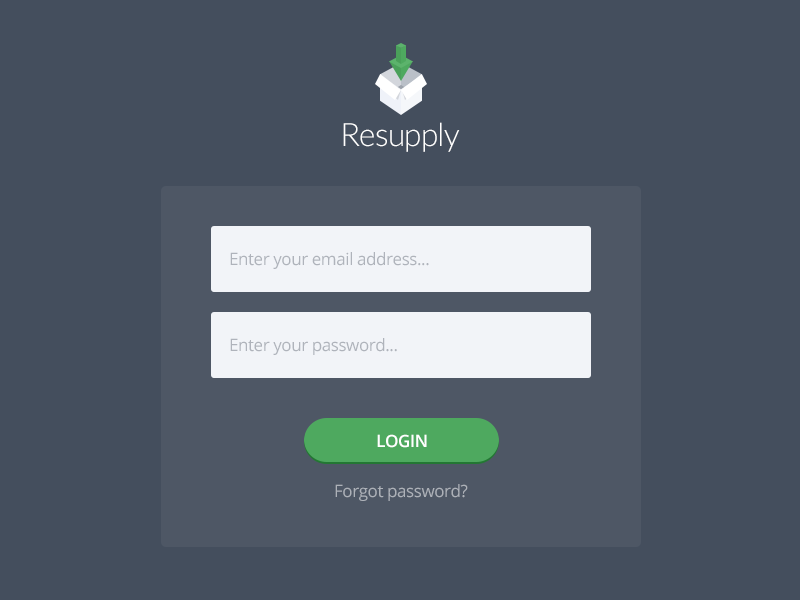 Resupply
Enter your email address...
Enter your password...
LOGIN
Forgot password?